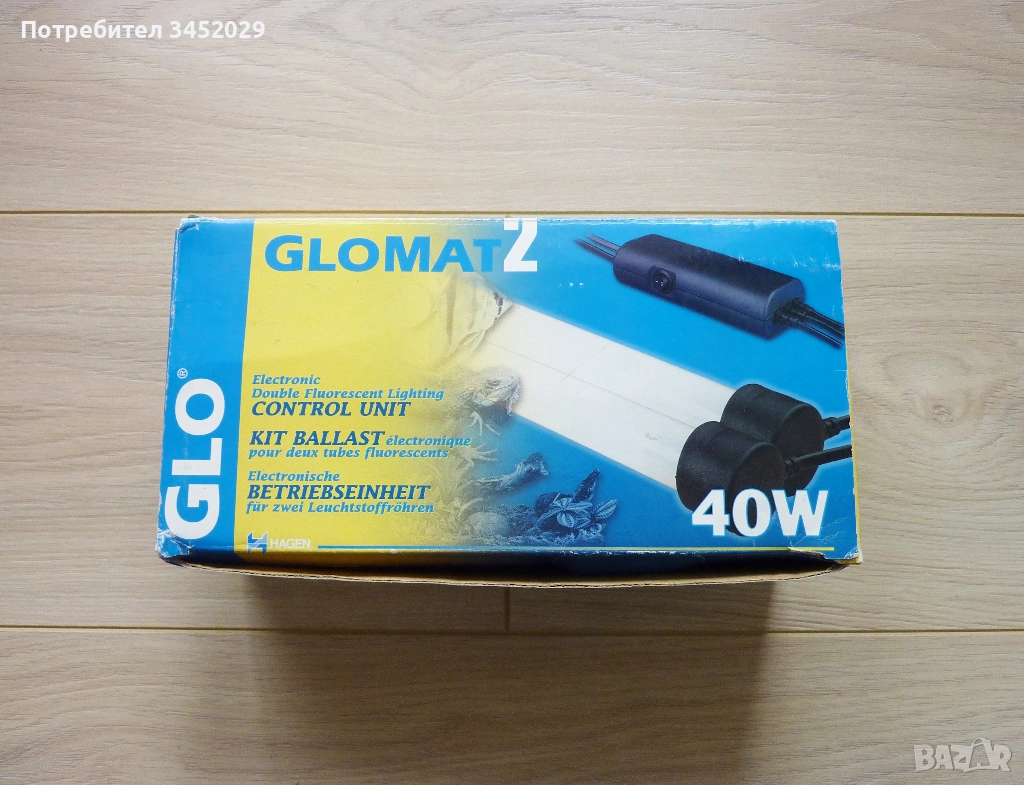 Потребител 3452029
GLOMAT2
GLO®
Electronic
Double Fluorescent Lighting
CONTROL UNIT
KIT BALLAST électronique
pour deux tubes fluorescents
Elektronische
BETRIEBSEINHEIT
für zwei Leuchtstoffröhren
40W
HAGEN
BAZAR